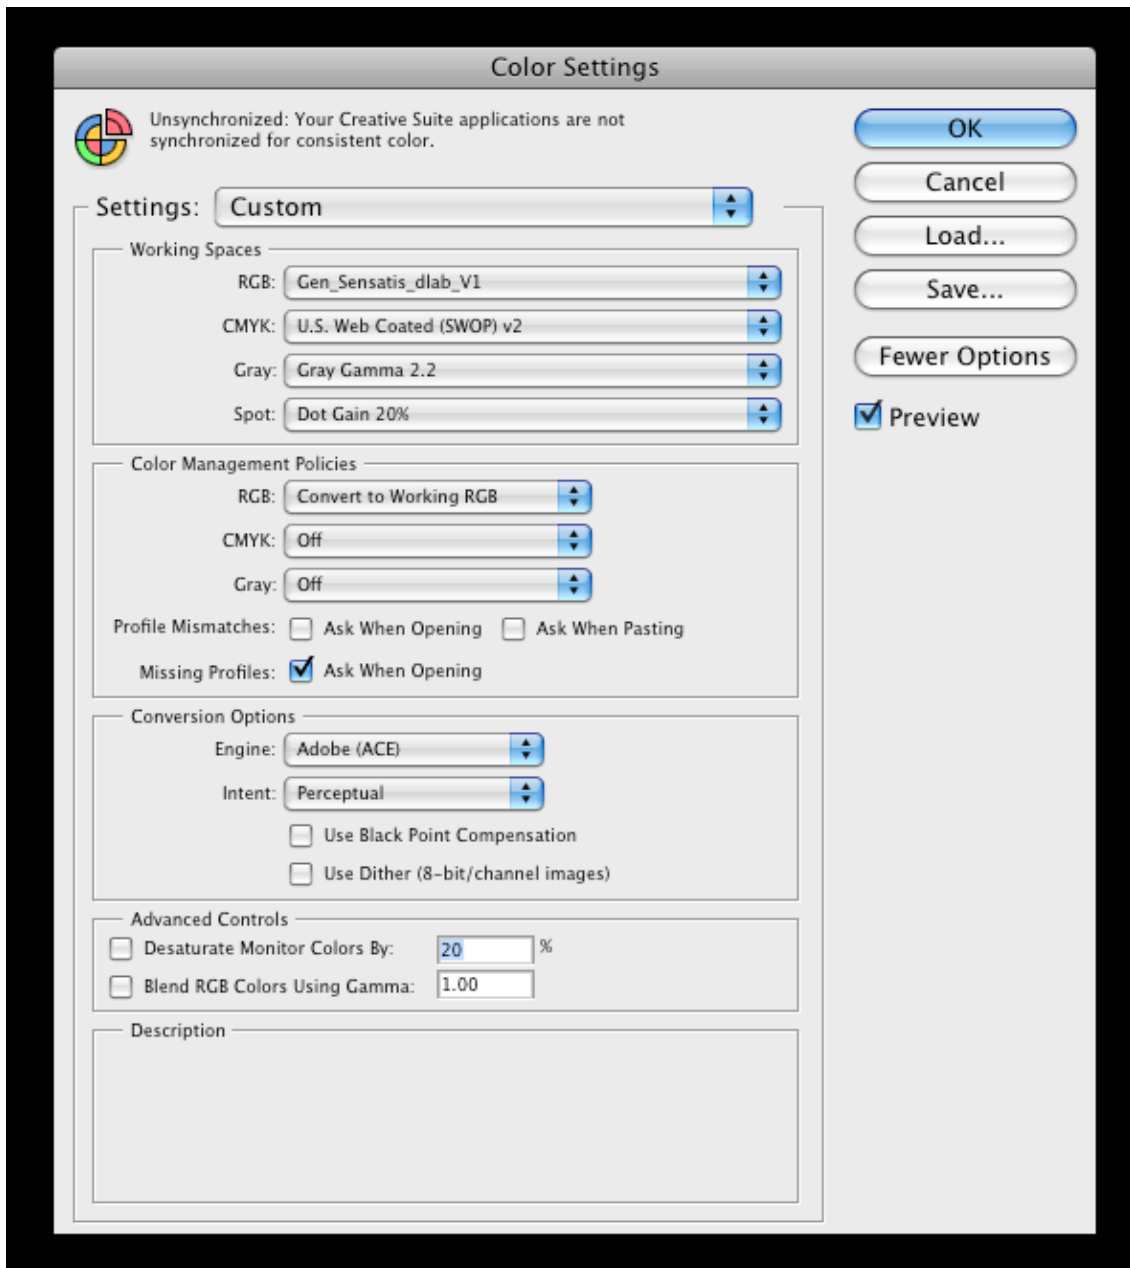 Color Settings
Unsynchronized: Your Creative Suite applications are not
synchronized for consistent color.
Settings: Custom
Working Spaces
RGB: Gen_Sensatis_dlab_V1
CMYK: U.S. Web Coated (SWOP) v2
Gray: Gray Gamma 2.2
Spot: Dot Gain 20%
Color Management Policies
RGB: Convert to Working RGB
CMYK: Off
Gray: Off
Profile Mismatches: Ask When Opening Ask When Pasting
Missing Profiles: Ask When Opening
Conversion Options
Engine: Adobe (ACE)
Intent: Perceptual
Use Black Point Compensation
Use Dither (8-bit/channel images)
Advanced Controls
Desaturate Monitor Colors By: 20 %
Blend RGB Colors Using Gamma: 1.00
Description
OK
Cancel
Load...
Save...
Fewer Options
Preview